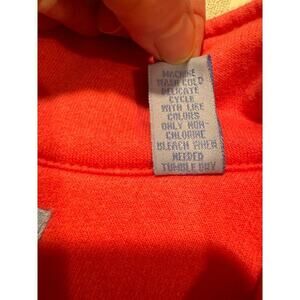 MACHINE
WASH COLD
DELICATE
CYCLE
WITH LIKE
COLORS
ONLY NON-
CHLORINE
BLEACH WHEN
NEEDED
TUMBLE DRY